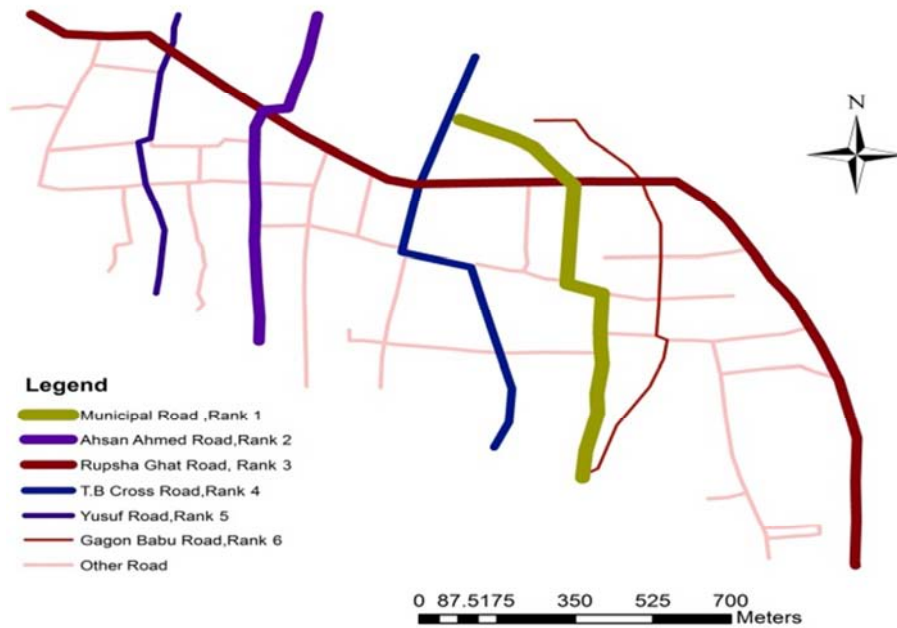 N
Legend
Municipal Road ,Rank 1
Ahsan Ahmed Road,Rank 2
Rupsha Ghat Road, Rank 3
T.B Cross Road,Rank 4
Yusuf Road,Rank 5
Gagon Babu Road,Rank 6
Other Road
0 87.5175 350 525 700
Meters